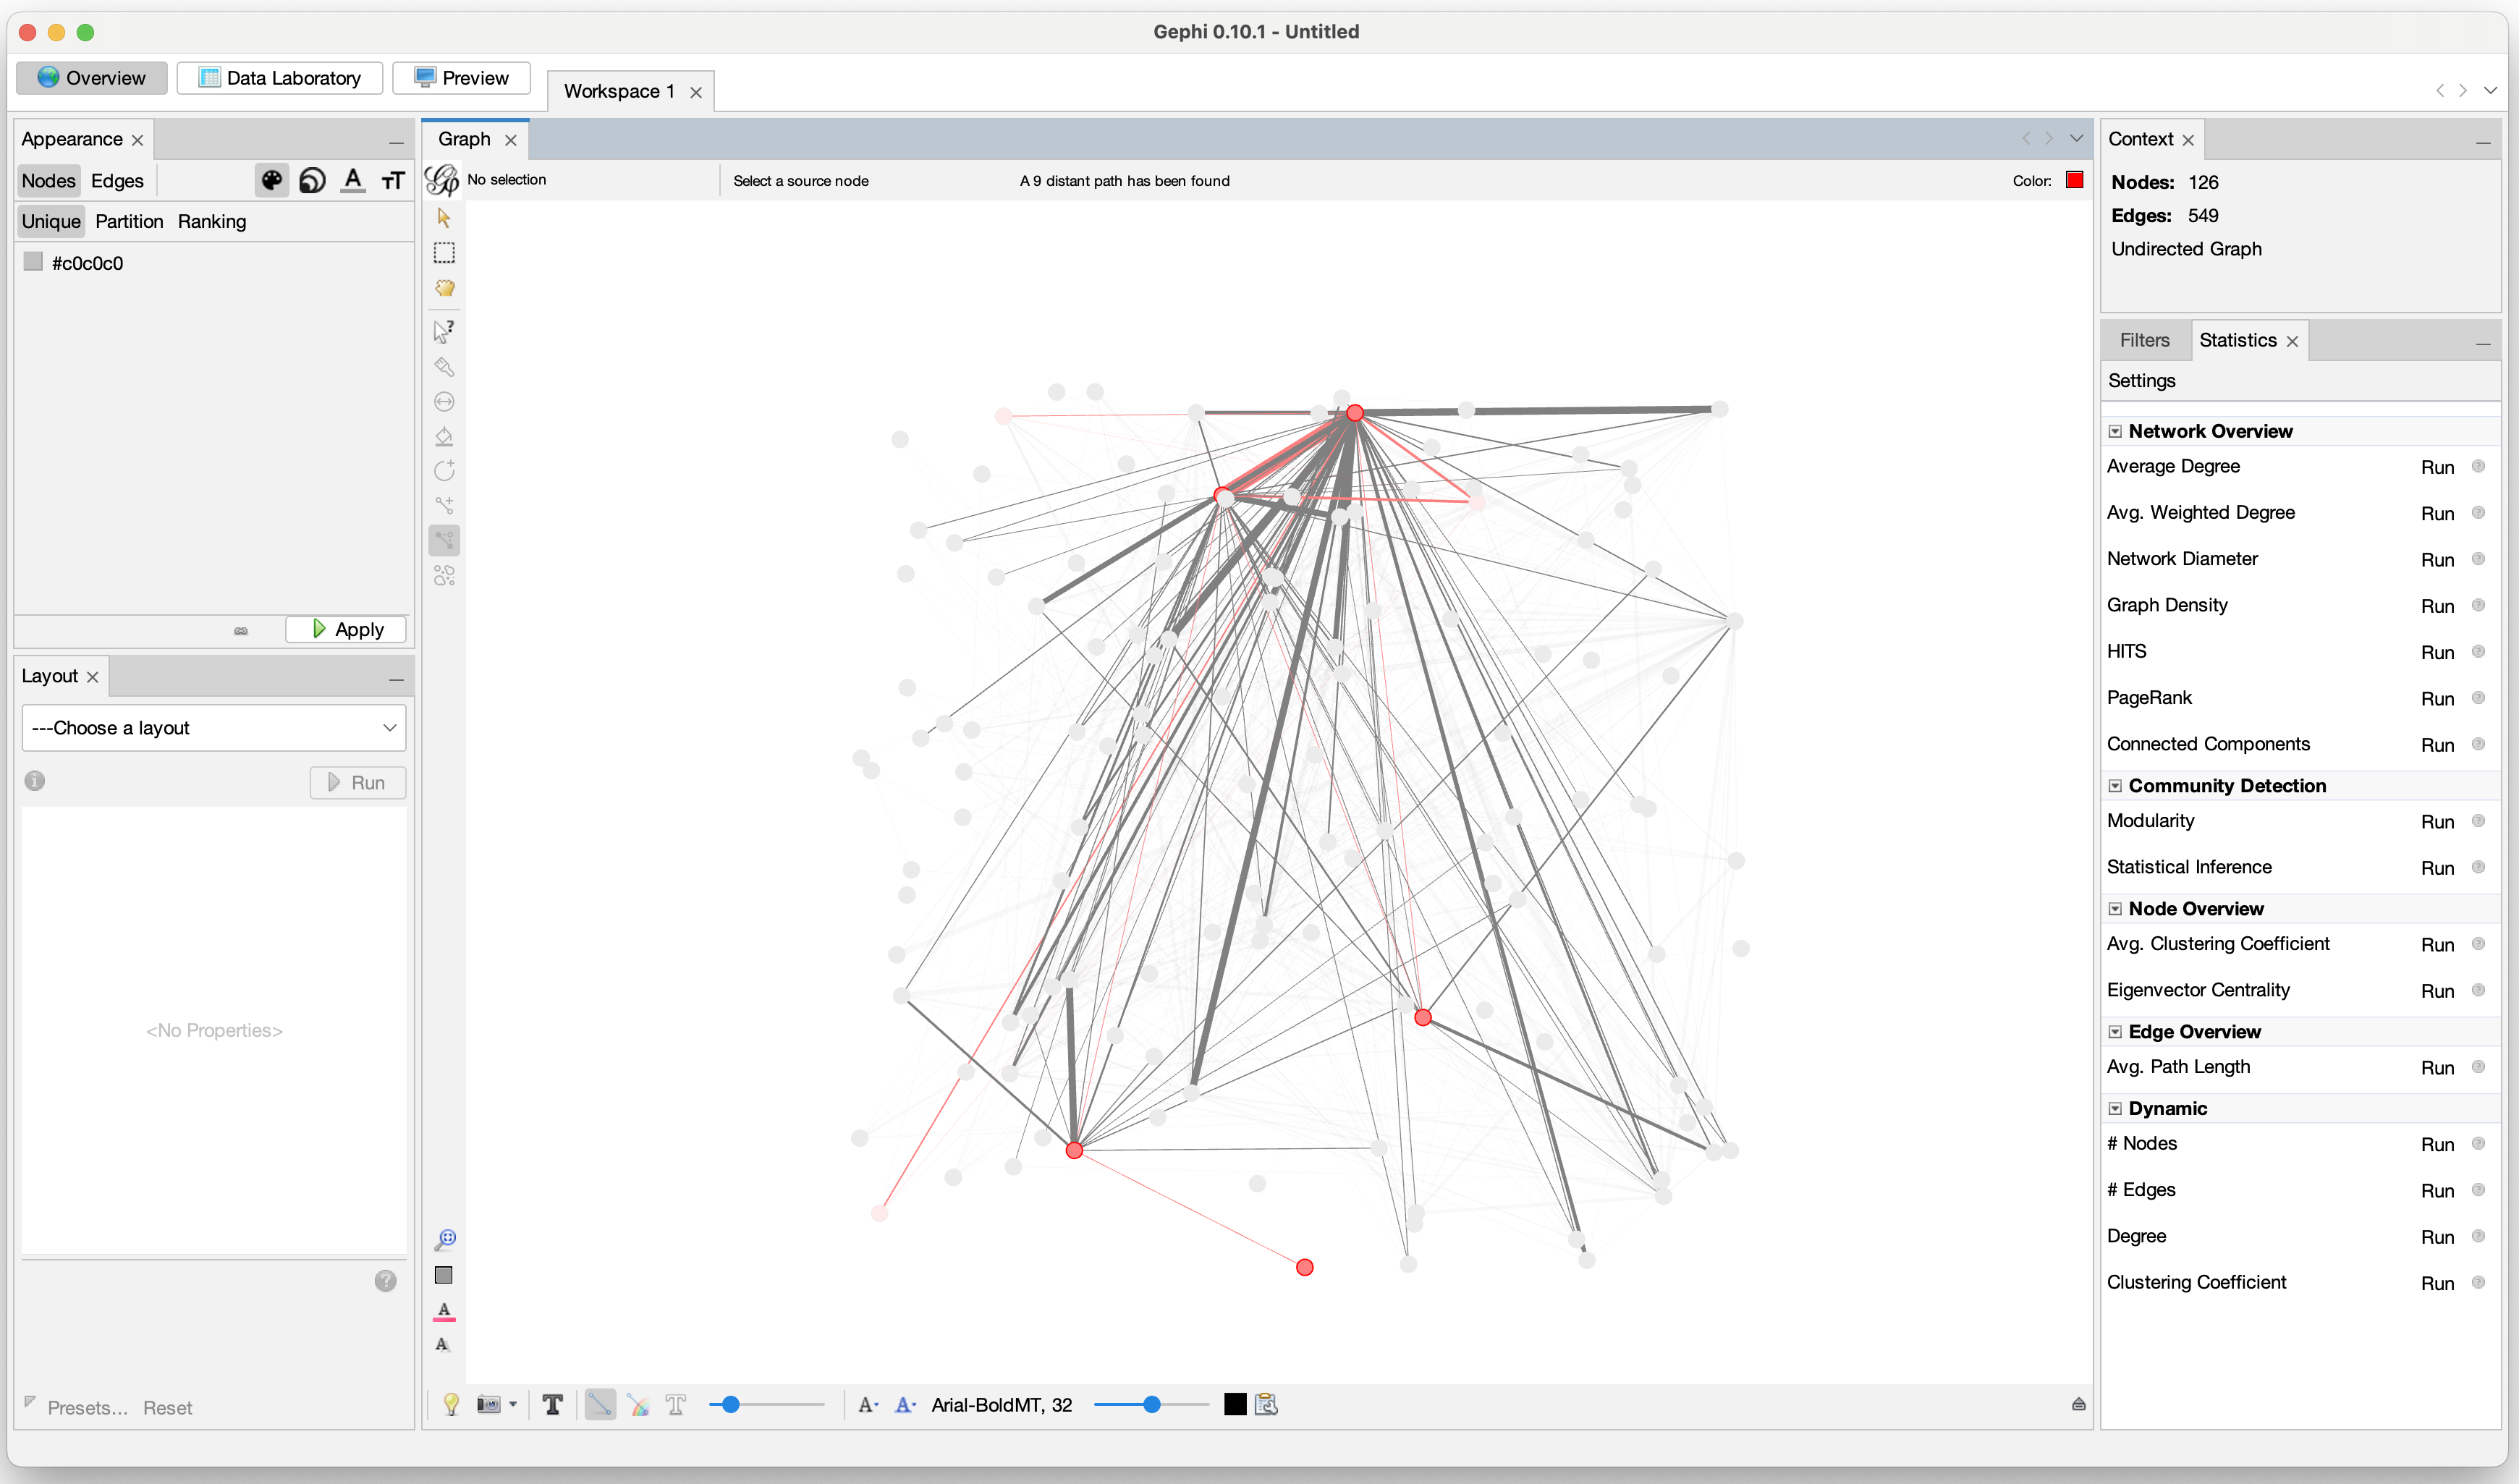 Gephi 0.10.1 - Untitled
Overview
Data Laboratory
Preview
Workspace 1
Appearance
Nodes
Edges
Unique
Partition
Ranking
#c0c0c0
Apply
Layout
---Choose a layout
Run
<No Properties>
Presets...
Reset
Graph
No selection
Select a source node
A 9 distant path has been found
Color:
Arial-BoldMT, 32
Context
Nodes: 126
Edges: 549
Undirected Graph
Filters
Statistics
Settings
Network Overview
Average Degree Run
Avg. Weighted Degree Run
Network Diameter Run
Graph Density Run
HITS Run
PageRank Run
Connected Components Run
Community Detection
Modularity Run
Statistical Inference Run
Node Overview
Avg. Clustering Coefficient Run
Eigenvector Centrality Run
Edge Overview
Avg. Path Length Run
Dynamic
# Nodes Run
# Edges Run
Degree Run
Clustering Coefficient Run